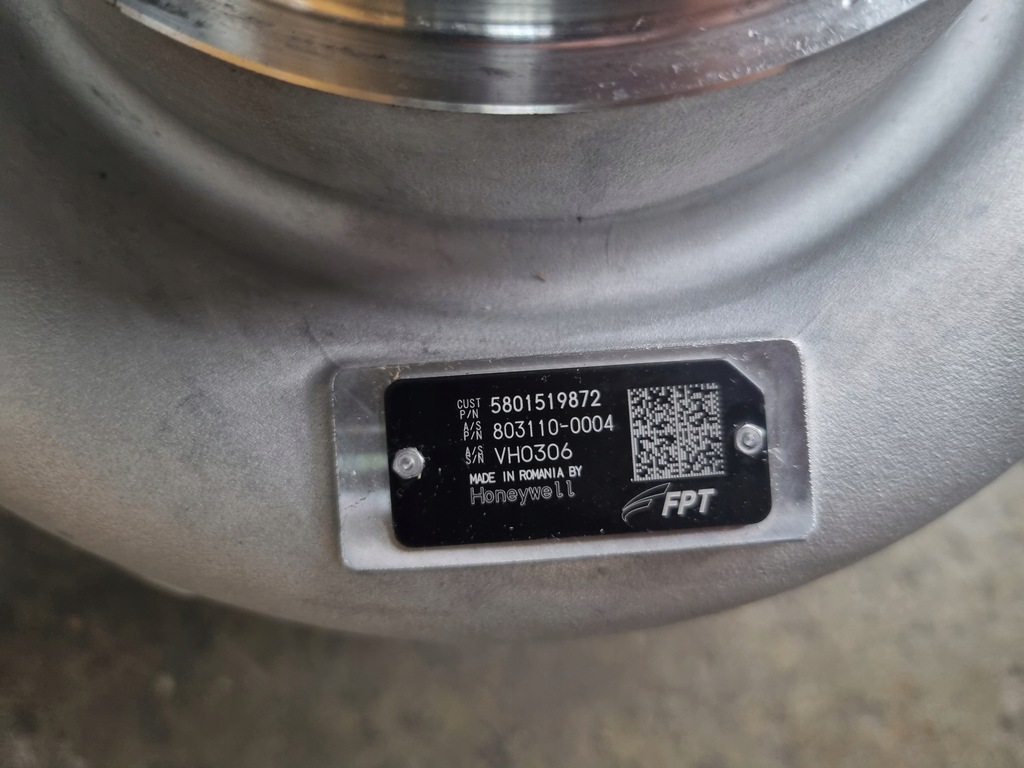 CUST P/N 5801519872
A/S P/N 803110-0004
A/S S/N VH0306
MADE IN ROMANIA BY
Honeywell
FPT